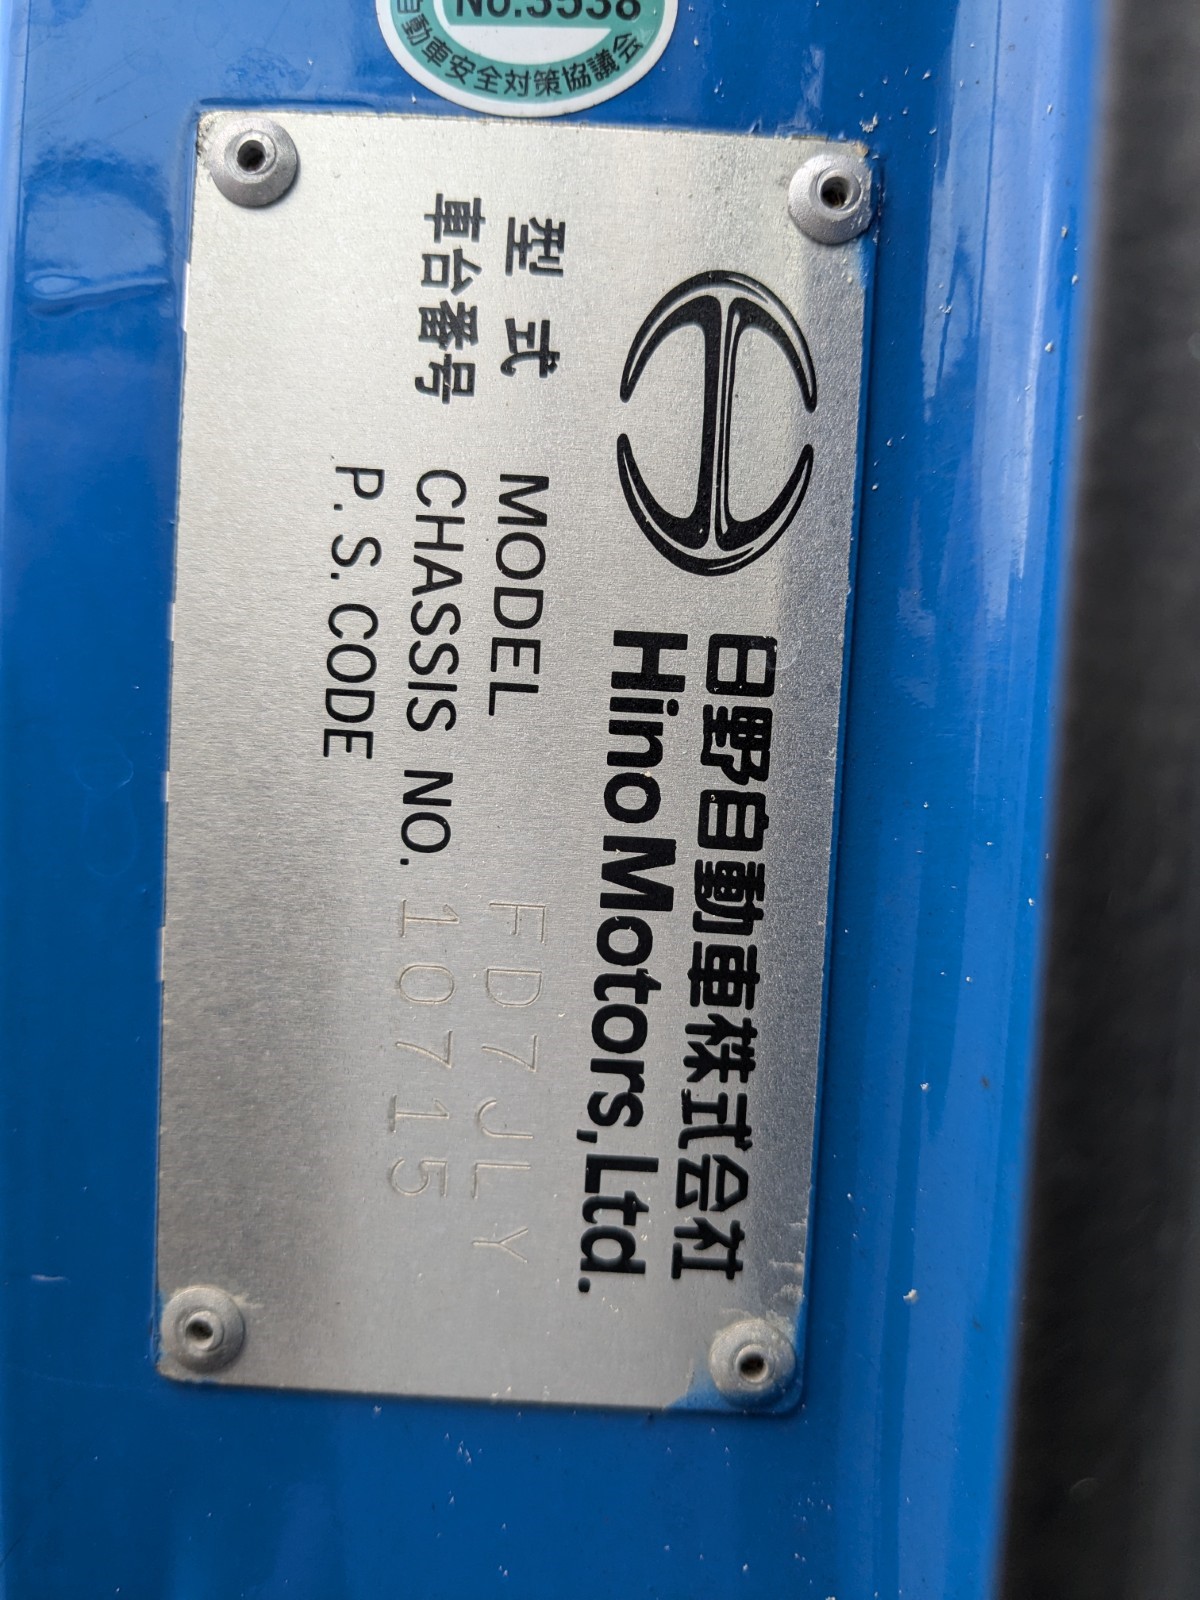 No.3538
自動車安全対策協議会
日野自動車株式会社
Hino Motors, Ltd.
型式 MODEL FD7JLY
車台番号 CHASSIS NO. 10715
P.S.CODE